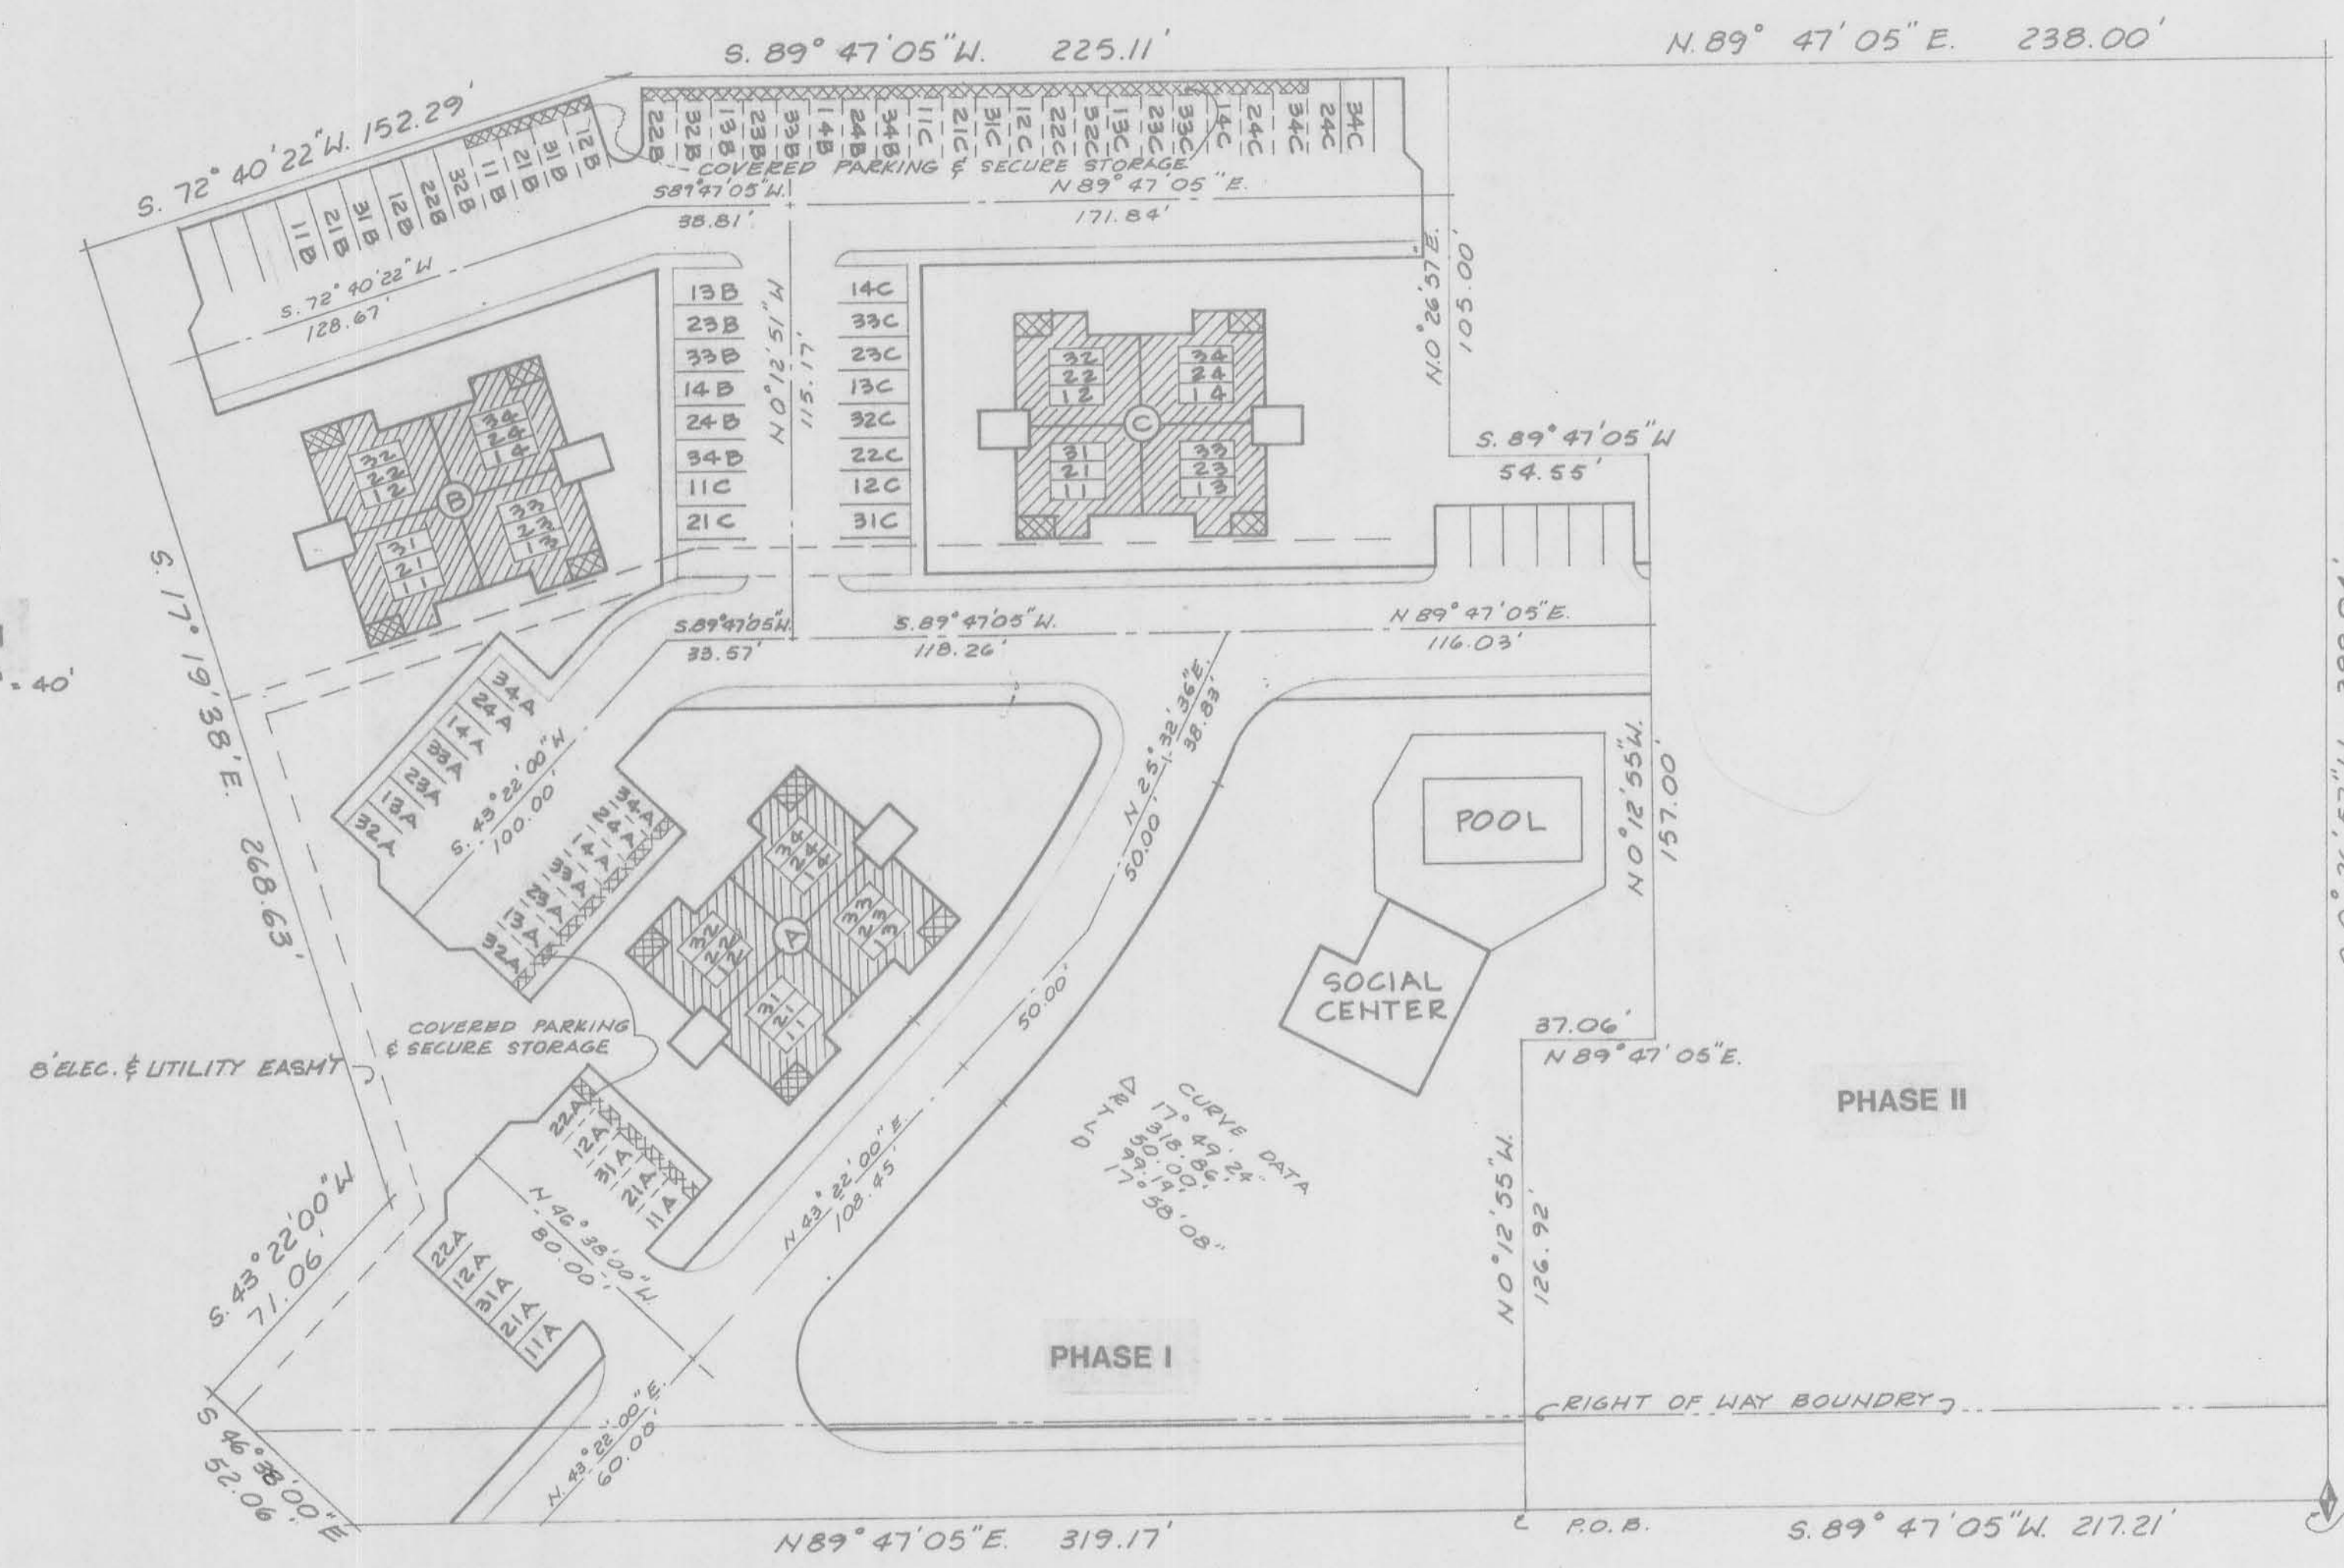 S. 89° 47' 05" W. 225.11'
N. 89° 47' 05" E. 238.00'
S. 72° 40' 22" W. 152.29'
11B
21B
31B
12B
22B
32B
11B
21B
31B
12B
22B
32B
13B
23B
33B
14B
24B
34B
11C
21C
31C
12C
22C
32C
13C
23C
33C
14C
24C
34C
24C
34C
COVERED PARKING & SECURE STORAGE
S 89° 47' 05" W.
38.81'
N 89° 47' 05" E.
171.84'
S. 72° 40' 22" W
128.67'
13B
23B
33B
14B
24B
34B
11C
21C
N 0° 12' 51" W
115.17'
14C
33C
23C
13C
32C
22C
12C
31C
N.0° 26' 57" E.
105.00'
32
22
12
34
24
14
C
31
21
11
33
23
13
32
22
12
34
24
14
B
31
21
11
33
23
13
S. 89° 47' 05" W
54.55'
S. 17° 19' 38" E. 268.63'
= 40'
S.89°47'05"W.
33.57'
S. 89° 47' 05" W.
118.26'
N 89° 47' 05" E.
116.03'
34A
24A
14A
33A
23A
13A
32A
S. 43° 22' 00" W
100.00'
34A
24A
14A
33A
23A
13A
32A
N 25° 32' 36" E.
38.83'
50.00'
50.00'
34
24
14
33
23
13
A
32
22
12
31
21
11
POOL
N 0° 12' 55" W.
157.00'
SOCIAL
CENTER
37.06'
N 89° 47' 05" E.
COVERED PARKING
& SECURE STORAGE
8' ELEC. & UTILITY EASM'T
22A
12A
31A
21A
11A
N 46° 38' 00" W.
80.00'
22A
12A
31A
21A
11A
N 43° 22' 00" E.
108.45'
CURVE DATA
Δ 17° 49' 24"
R 318.86'
T 50.00'
L 99.19'
D 17° 58' 08"
PHASE II
N 0° 12' 55" W.
126.92'
S. 43° 22' 00" W
71.06'
PHASE I
RIGHT OF WAY BOUNDRY
S 46° 38' 00" E
52.06'
N. 43° 22' 00" E.
60.00'
N 89° 47' 05" E. 319.17'
P.O.B.
S. 89° 47' 05" W. 217.21'